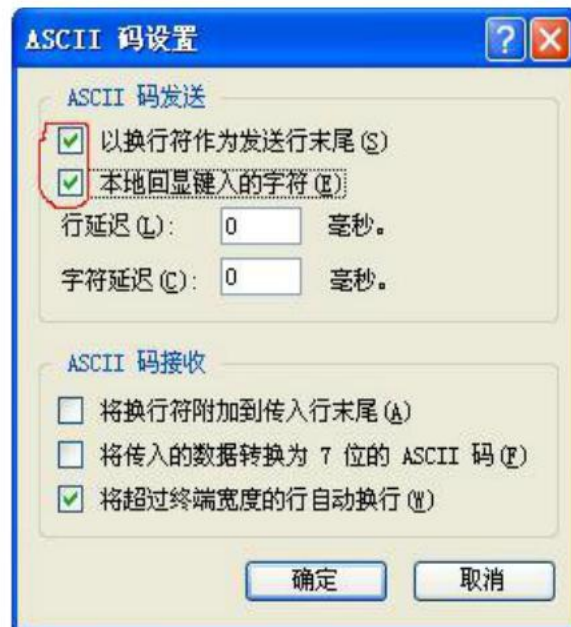 ASCII 码设置
ASCII 码发送
以换行符作为发送行末尾(S)
本地回显键入的字符(E)
行延迟(L): 0 毫秒。
字符延迟(C): 0 毫秒。
ASCII 码接收
将换行符附加到传入行末尾(A)
将传入的数据转换为 7 位的 ASCII 码(F)
将超过终端宽度的行自动换行(W)
确定 取消